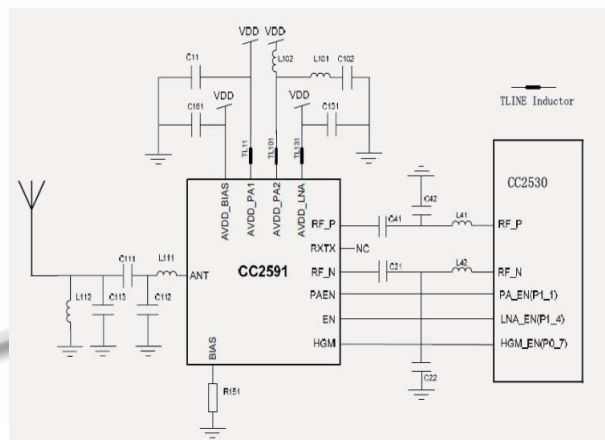 VDD
VDD
L102
C11
L101
C102
VDD
VDD
C161
C131
TLINE Inductor
TL11
TL101
TL131
AVDD_BIAS
AVDD_PA1
AVDD_PA2
AVDD_LNA
CC2530
C42
RF_P
C41
L41
RF_P
RXTX
NC
C111
L111
ANT
CC2591
RF_N
C21
L42
RF_N
PAEN
PA_EN(P1_1)
L112
C113
C112
EN
LNA_EN(P1_4)
HGM
HGM_EN(P0_7)
BIAS
C22
R151